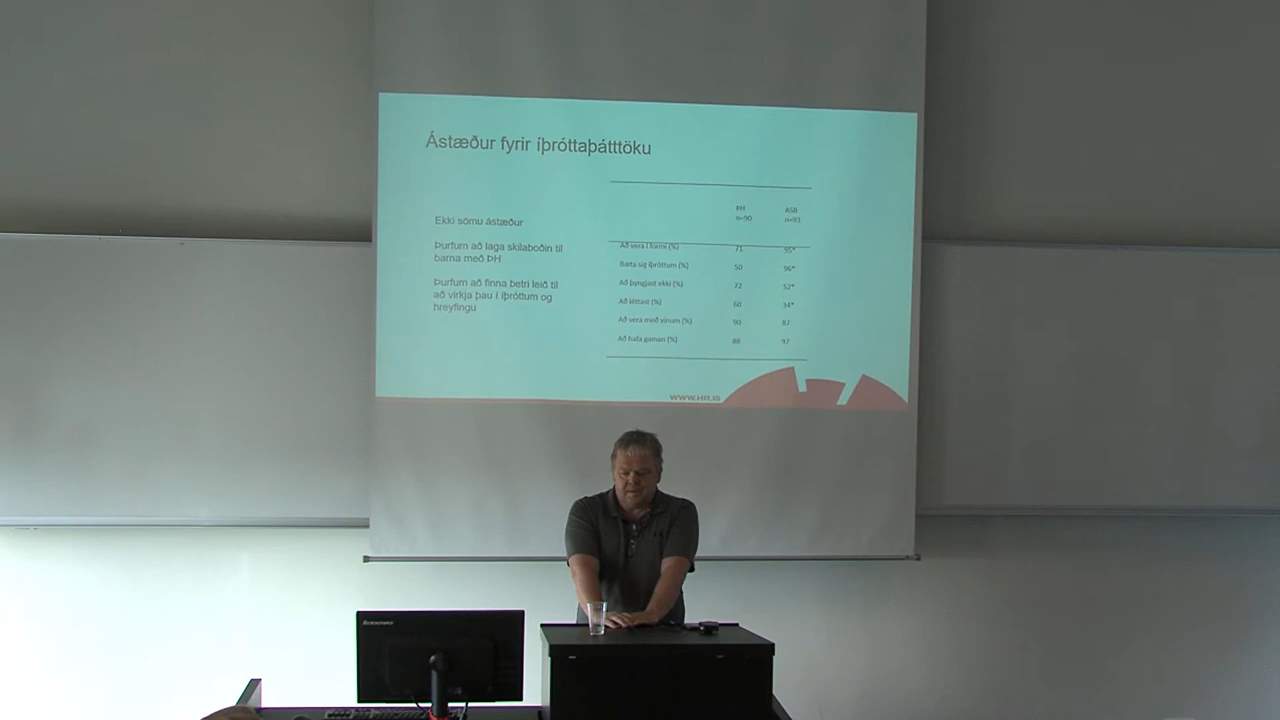 Ástæður fyrir íþróttaþátttöku
Ekki sömu ástæður
Þurfum að laga skilaboðin til
barna með ÞH
Þurfum að finna betri leið til
að virkja þau í íþróttum og
hreyfingu
ÞH ASB
n=90 n=93
Að vera í formi (%) 71 95*
Bæta sig íþróttum (%) 50 96*
Að þyngjast ekki (%) 72 52*
Að léttast (%) 60 34*
Að vera með vinum (%) 90 87
Að hafa gaman (%) 88 97
WWW.HR.IS
lenovo